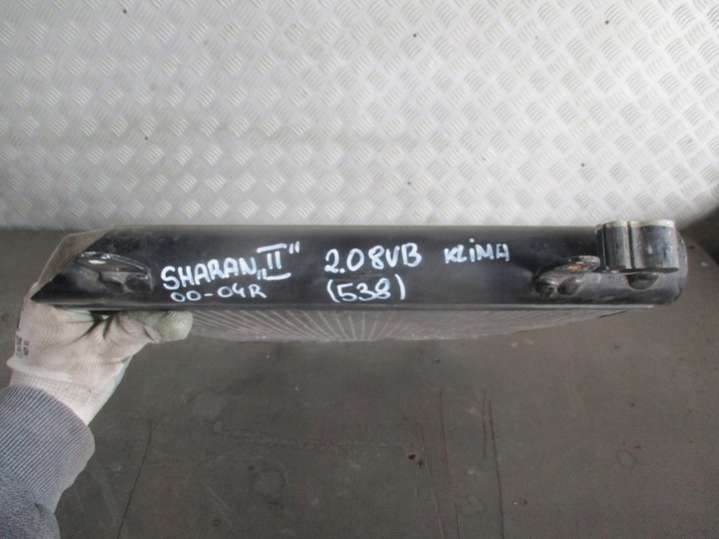 SHARAN „II“ 2.0 8VB KLIMA
00-04R (538)